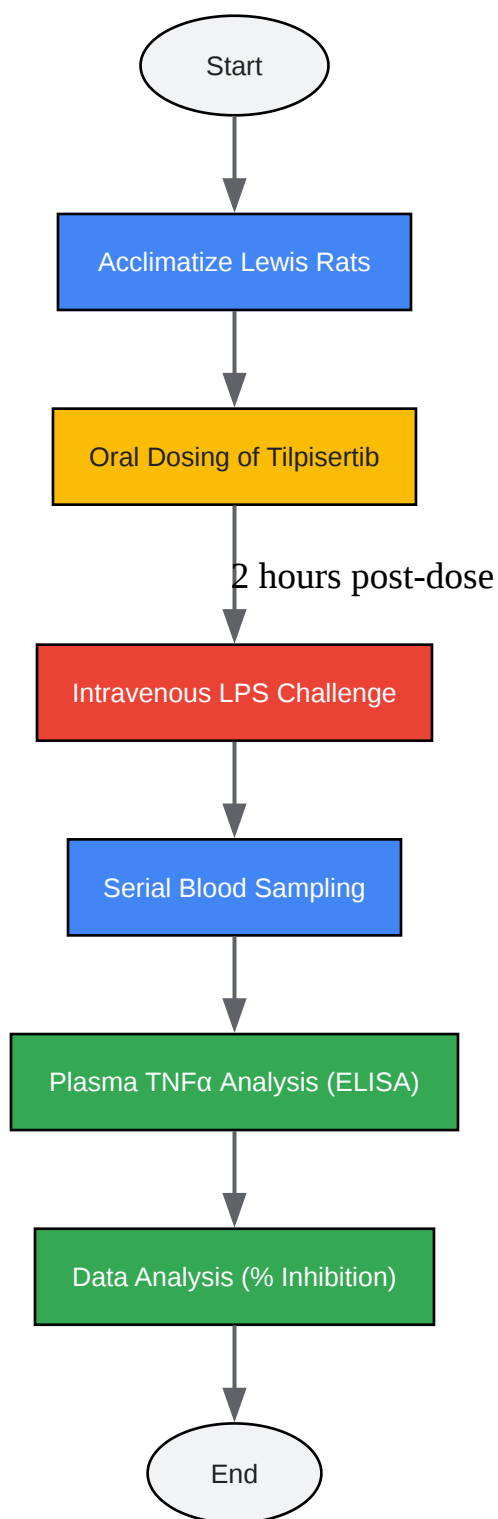 Start
Acclimatize Lewis Rats
Oral Dosing of Tilpisertib
2 hours post-dose
Intravenous LPS Challenge
Serial Blood Sampling
Plasma TNFα Analysis (ELISA)
Data Analysis (% Inhibition)
End